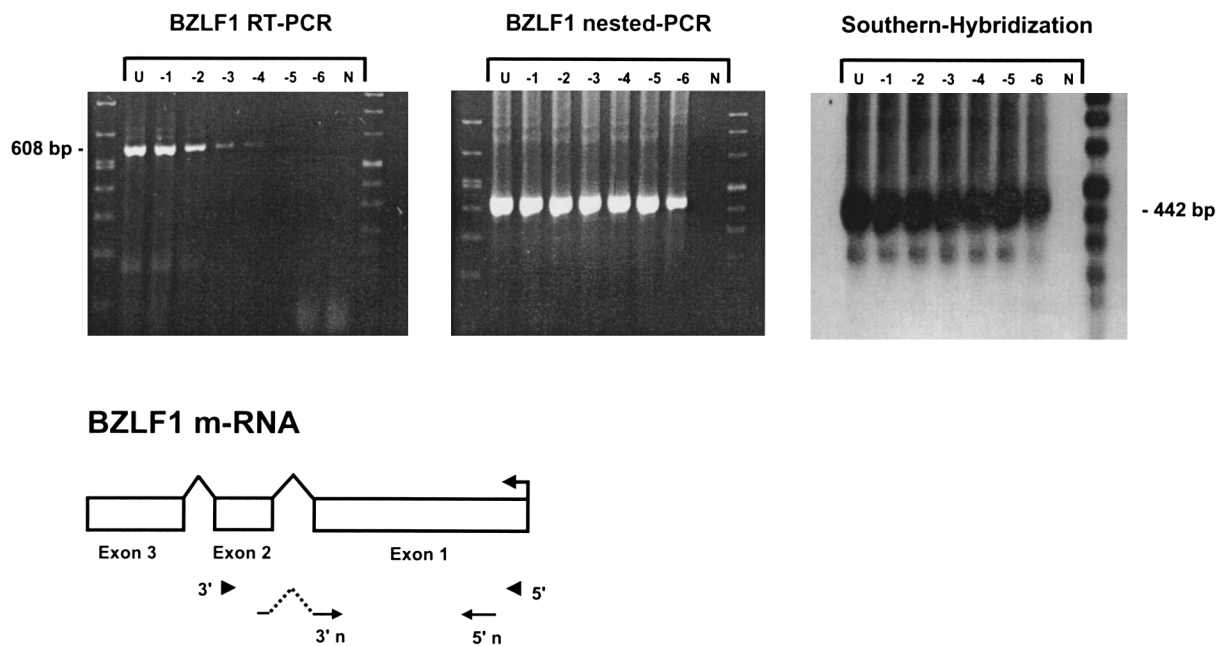 BZLF1 RT-PCR
BZLF1 nested-PCR
Southern-Hybridization
U -1 -2 -3 -4 -5 -6 N
U -1 -2 -3 -4 -5 -6 N
U -1 -2 -3 -4 -5 -6 N
608 bp -
- 442 bp
BZLF1 m-RNA
Exon 3
Exon 2
Exon 1
3'
5'
3' n
5' n